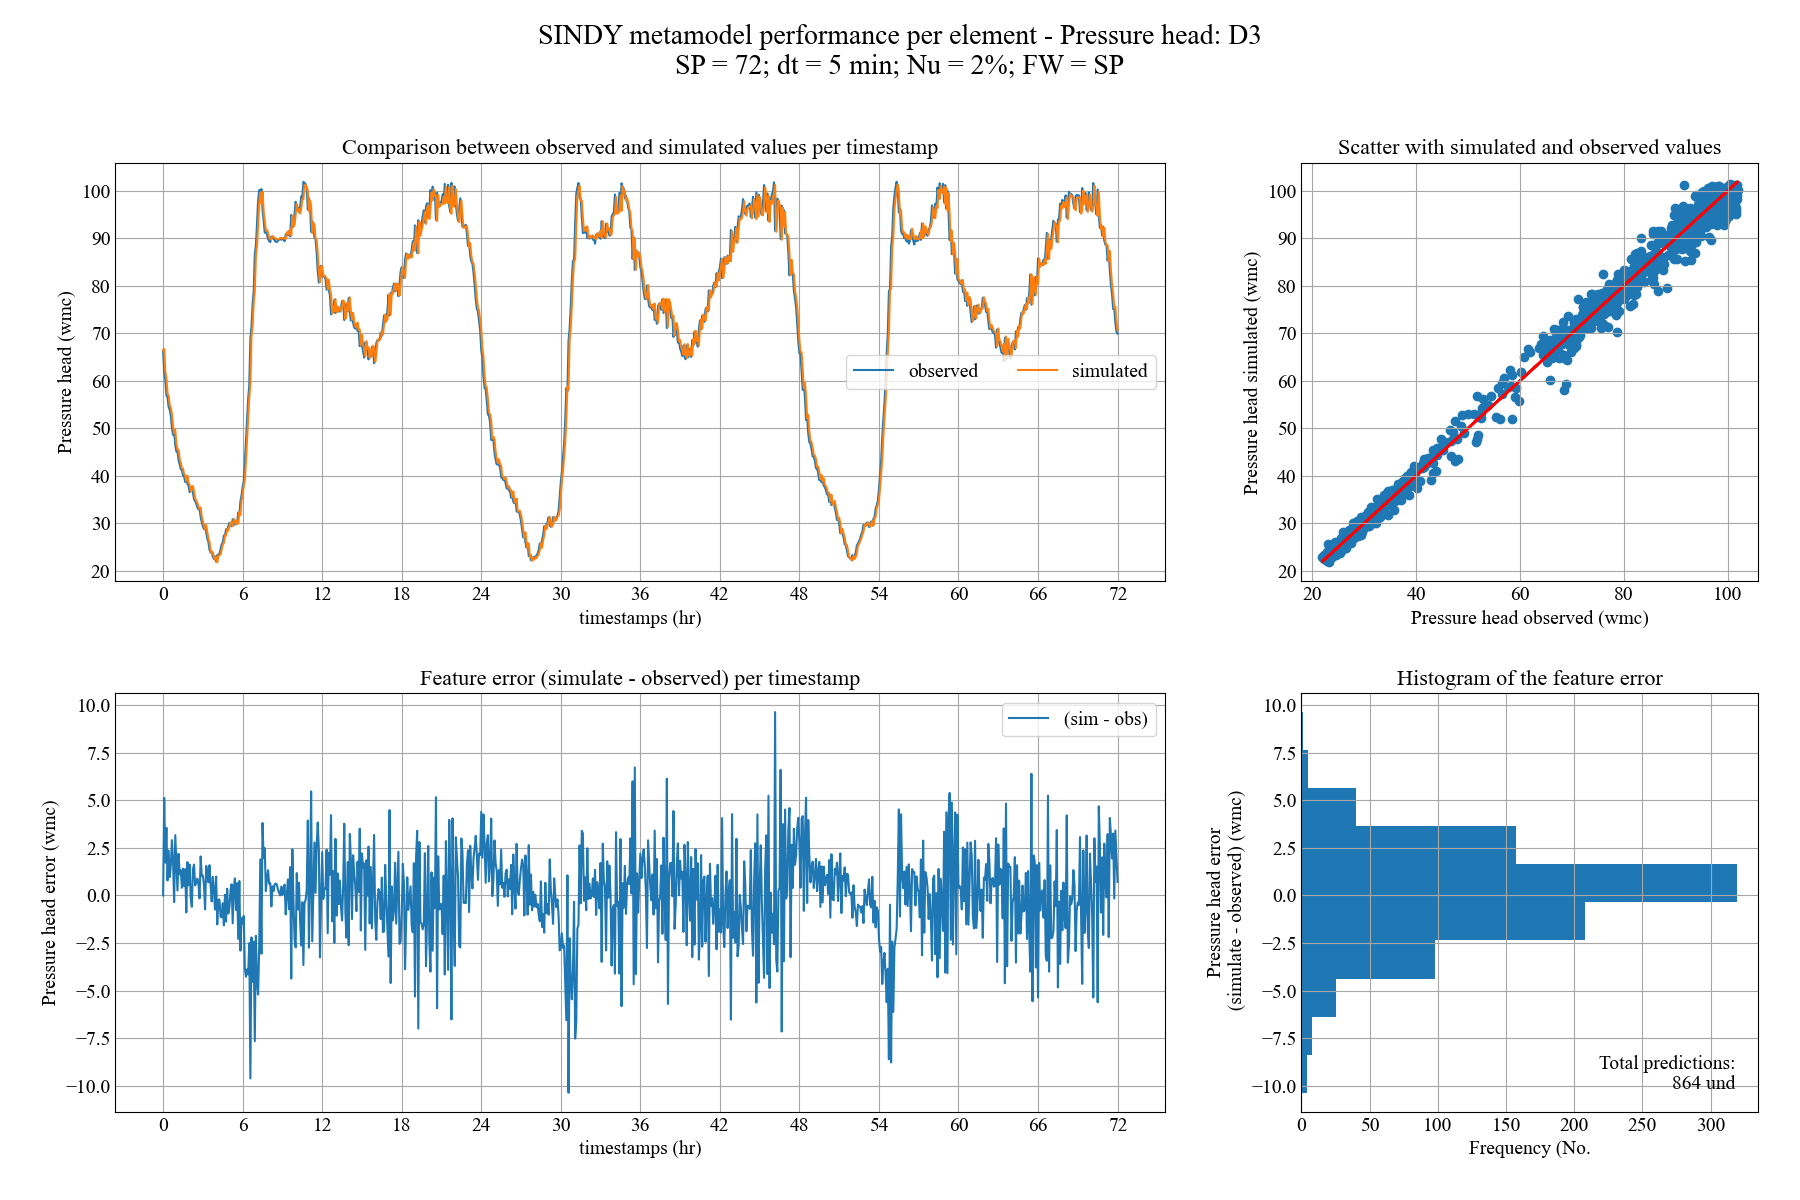 SINDY metamodel performance per element - Pressure head: D3
SP = 72; dt = 5 min; Nu = 2%; FW = SP
Comparison between observed and simulated values per timestamp
Pressure head (wmc)
100
90
80
70
60
50
40
30
20
observed
simulated
0 6 12 18 24 30 36 42 48 54 60 66 72
timestamps (hr)
Scatter with simulated and observed values
Pressure head simulated (wmc)
100
90
80
70
60
50
40
30
20
20 40 60 80 100
Pressure head observed (wmc)
Feature error (simulate - observed) per timestamp
Pressure head error (wmc)
10.0
7.5
5.0
2.5
0.0
−2.5
−5.0
−7.5
−10.0
(sim - obs)
0 6 12 18 24 30 36 42 48 54 60 66 72
timestamps (hr)
Histogram of the feature error
Pressure head error
(simulate - observed) (wmc)
10.0
7.5
5.0
2.5
0.0
−2.5
−5.0
−7.5
−10.0
Total predictions:
864 und
0 50 100 150 200 250 300
Frequency (No.